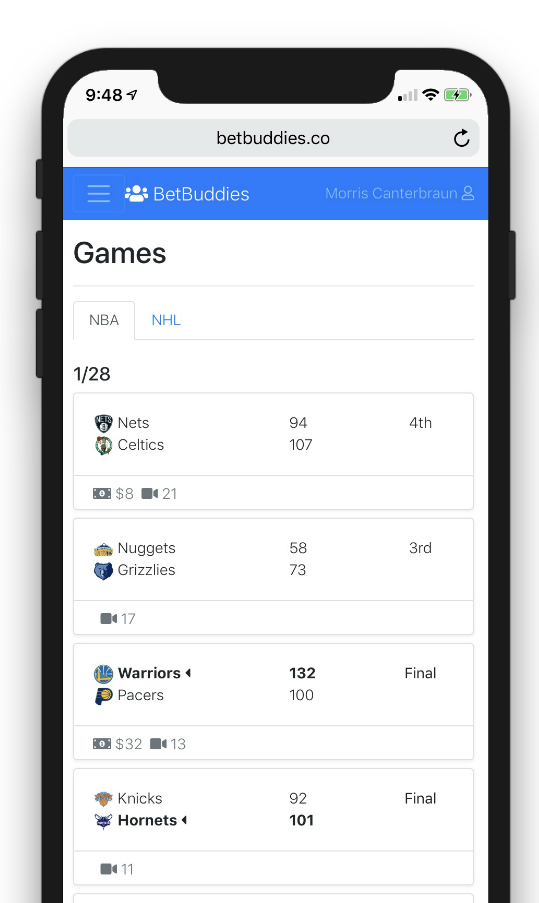 9:48
betbuddies.co
BetBuddies Morris Canterbraun
Games
NBA NHL
1/28
Nets 94 4th
Celtics 107
$8 21
Nuggets 58 3rd
Grizzlies 73
17
Warriors 132 Final
Pacers 100
$32 13
Knicks 92 Final
Hornets 101
11